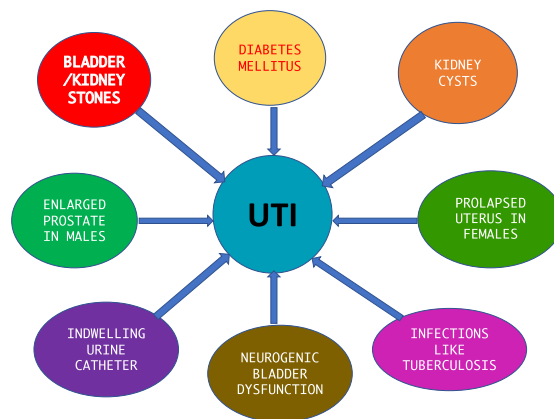 BLADDER
/KIDNEY
STONES
DIABETES
MELLITUS
KIDNEY
CYSTS
ENLARGED
PROSTATE
IN MALES
UTI
PROLAPSED
UTERUS IN
FEMALES
INDWELLING
URINE
CATHETER
NEUROGENIC
BLADDER
DYSFUNCTION
INFECTIONS
LIKE
TUBERCULOSIS